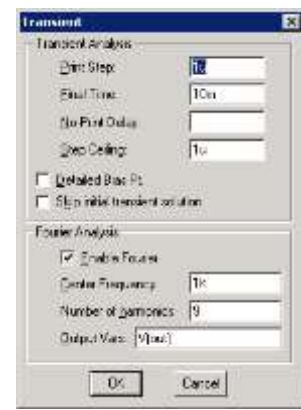 Transient
Transient Analysis
Print Step:
Final Time: 10m
No-Print Delay:
Step Ceiling: 1u
Detailed Bias Pt.
Skip initial transient solution
Fourier Analysis
Enable Fourier
Center Frequency: 1k
Number of harmonics: 9
Output Vars: V(out)
OK Cancel